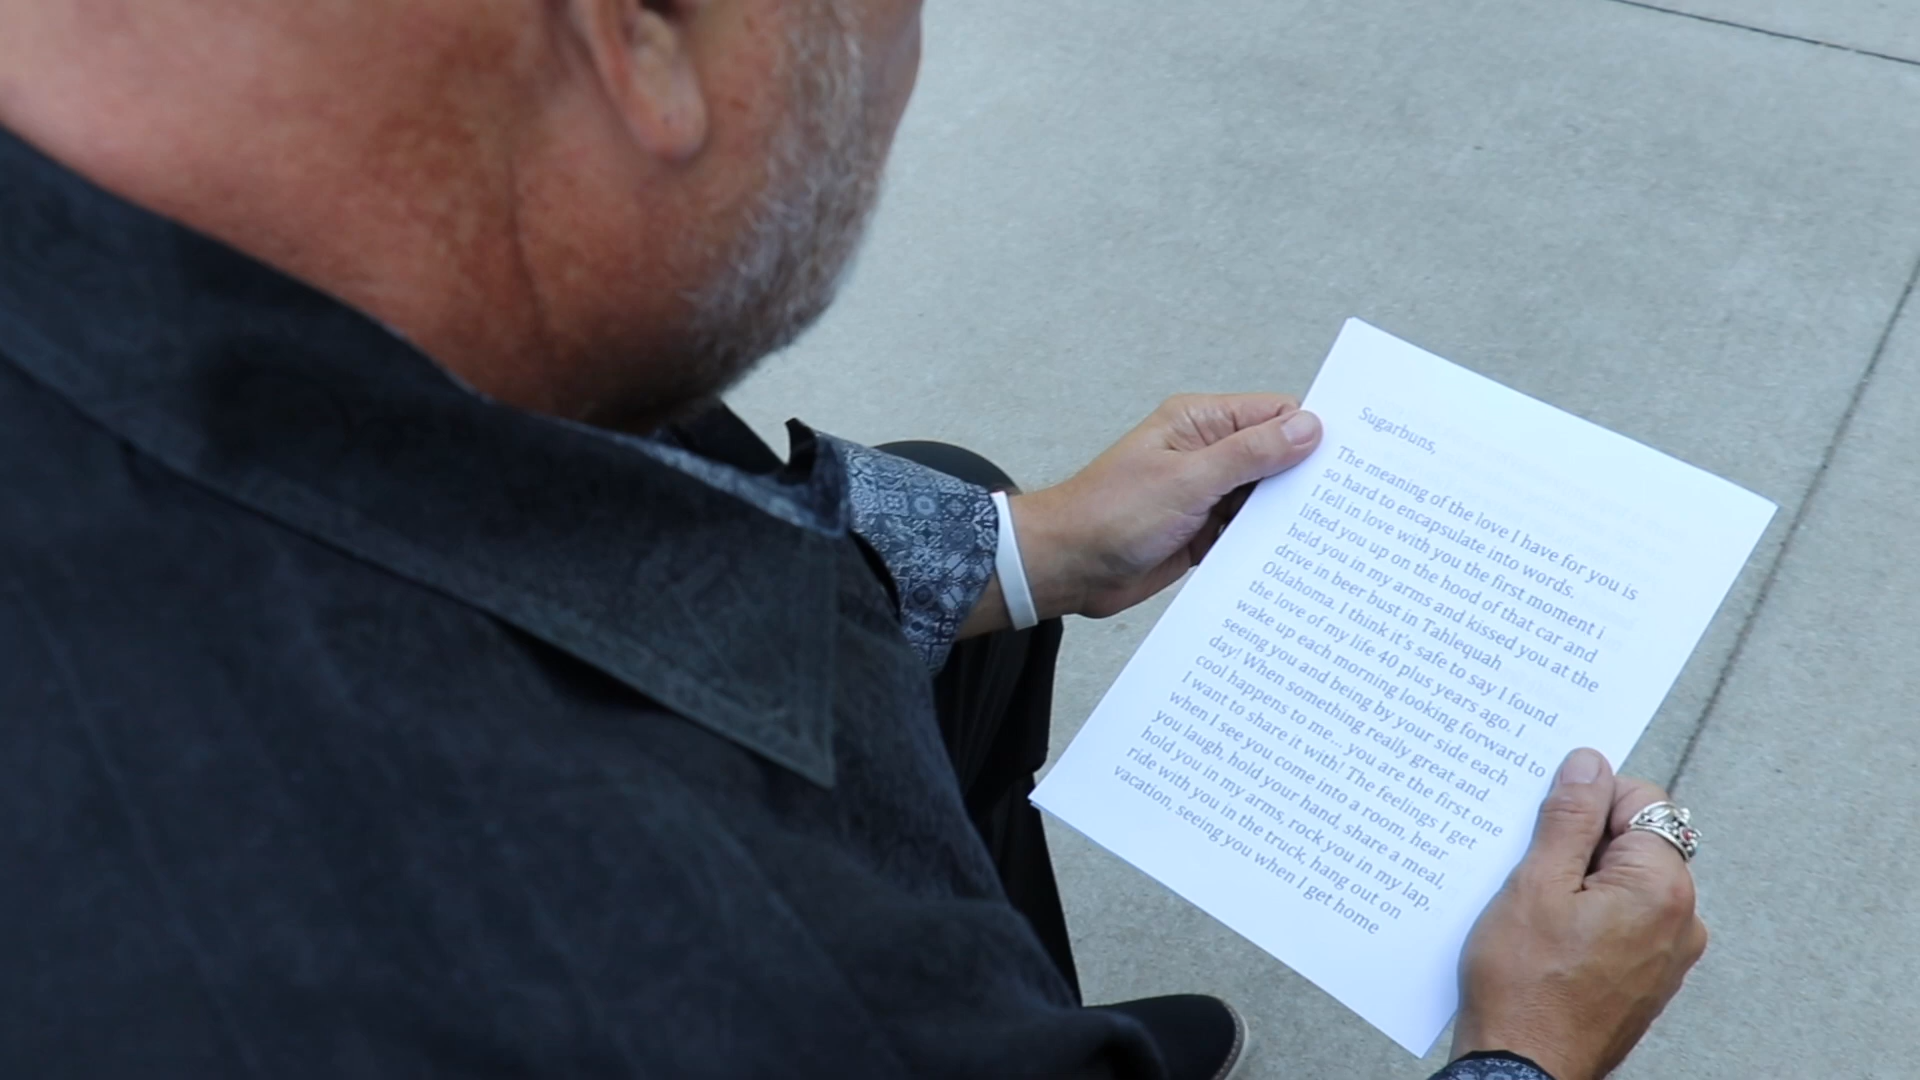 Sugarbuns,
The meaning of the love I have for you is
so hard to encapsulate into words.
I fell in love with you the first moment i
lifted you up on the hood of that car and
held you in my arms and kissed you at the
drive in beer bust in Tahlequah
Oklahoma. I think it's safe to say I found
the love of my life 40 plus years ago. I
wake up each morning looking forward to
seeing you and being by your side each
day! When something really great and
cool happens to me... you are the first one
I want to share it with! The feelings I get
when I see you come into a room, hear
you laugh, hold your hand, share a meal,
hold you in my arms, rock you in my lap,
ride with you in the truck, hang out on
vacation, seeing you when I get home